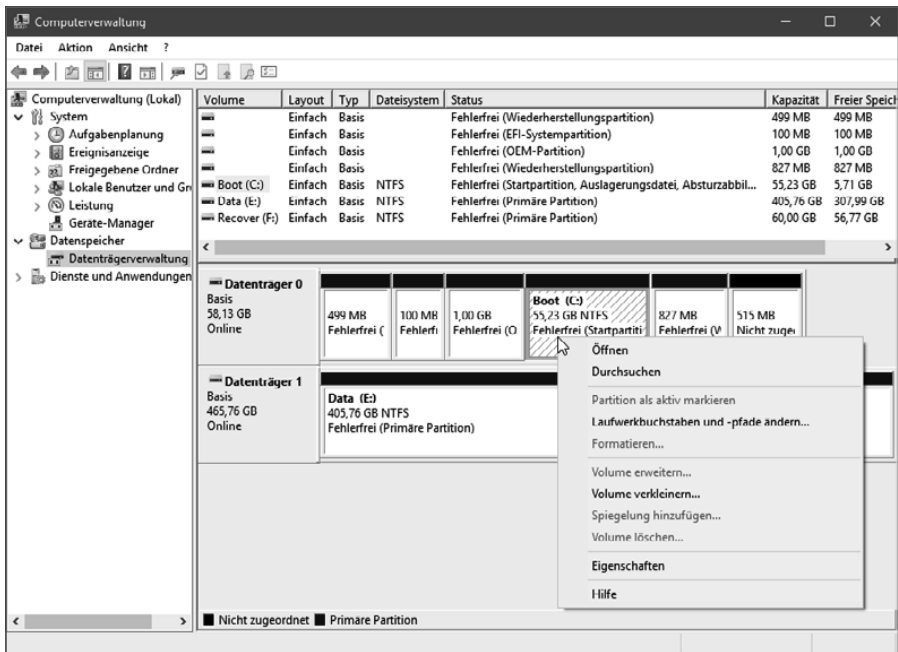 Computerverwaltung
Datei Aktion Ansicht ?
Computerverwaltung (Lokal)
System
Aufgabenplanung
Ereignisanzeige
Freigegebene Ordner
Lokale Benutzer und Gr
Leistung
Geräte-Manager
Datenspeicher
Datenträgerverwaltung
Dienste und Anwendungen
Volume Layout Typ Dateisystem Status Kapazität Freier Speich
Einfach Basis Fehlerfrei (Wiederherstellungspartition) 499 MB 499 MB
Einfach Basis Fehlerfrei (EFI-Systempartition) 100 MB 100 MB
Einfach Basis Fehlerfrei (OEM-Partition) 1,00 GB 1,00 GB
Einfach Basis Fehlerfrei (Wiederherstellungspartition) 827 MB 827 MB
Boot (C:) Einfach Basis NTFS Fehlerfrei (Startpartition, Auslagerungsdatei, Absturzabbil... 55,23 GB 5,71 GB
Data (E:) Einfach Basis NTFS Fehlerfrei (Primäre Partition) 405,76 GB 307,99 GB
Recover (F:) Einfach Basis NTFS Fehlerfrei (Primäre Partition) 60,00 GB 56,77 GB
Datenträger 0
Basis
58,13 GB
Online
499 MB
Fehlerfrei (
100 MB
Fehlerfr
1,00 GB
Fehlerfrei (O
Boot (C:)
55,23 GB NTFS
Fehlerfrei (Startpartiti
827 MB
Fehlerfrei (W
515 MB
Nicht zugeo
Datenträger 1
Basis
465,76 GB
Online
Data (E:)
405,76 GB NTFS
Fehlerfrei (Primäre Partition)
Öffnen
Durchsuchen
Partition als aktiv markieren
Laufwerkbuchstaben und -pfade ändern...
Formatieren...
Volume erweitern...
Volume verkleinern...
Spiegelung hinzufügen...
Volume löschen...
Eigenschaften
Hilfe
Nicht zugeordnet Primäre Partition